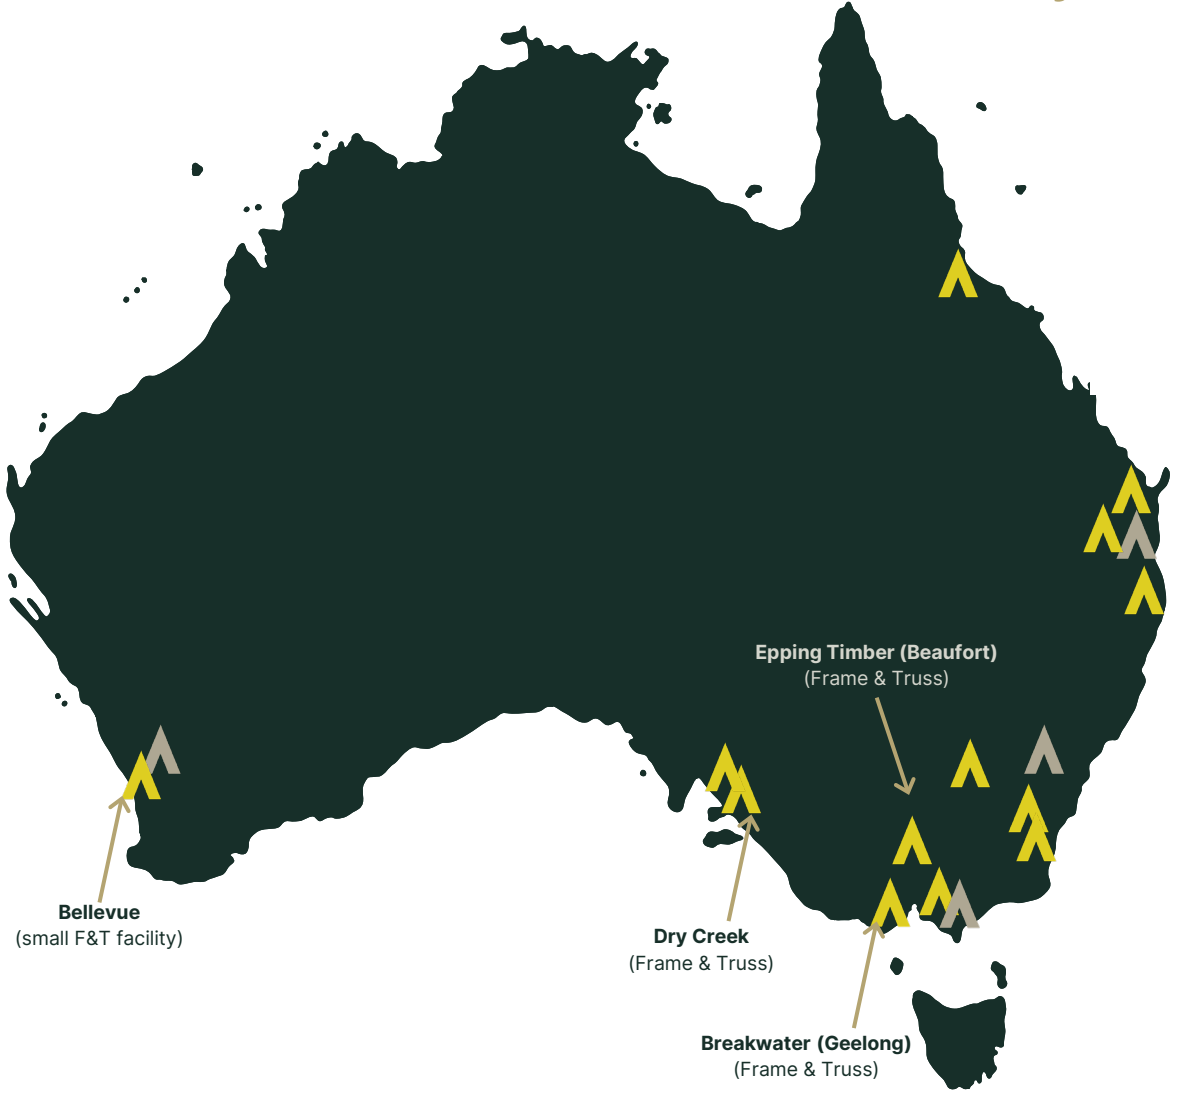 Epping Timber (Beaufort)
(Frame & Truss)
Bellevue
(small F&T facility)
Dry Creek
(Frame & Truss)
Breakwater (Geelong)
(Frame & Truss)